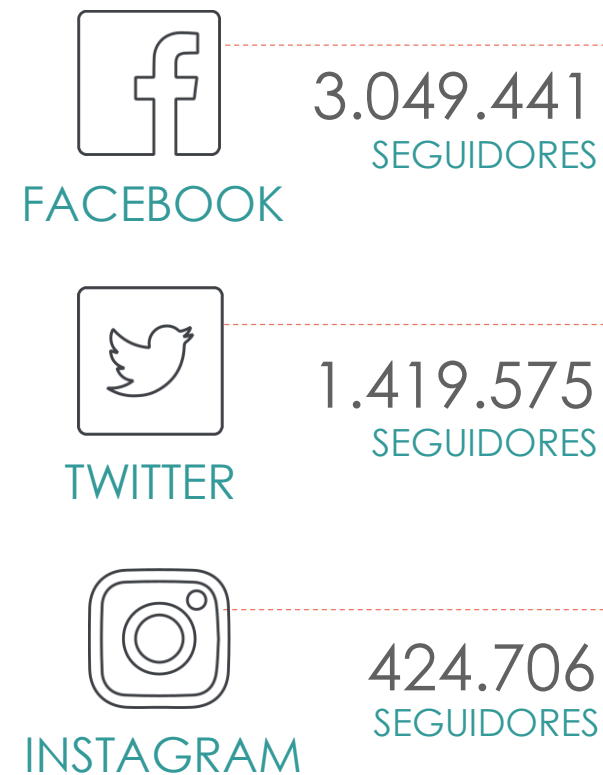 3.049.441
SEGUIDORES
FACEBOOK
1.419.575
SEGUIDORES
TWITTER
424.706
SEGUIDORES
INSTAGRAM